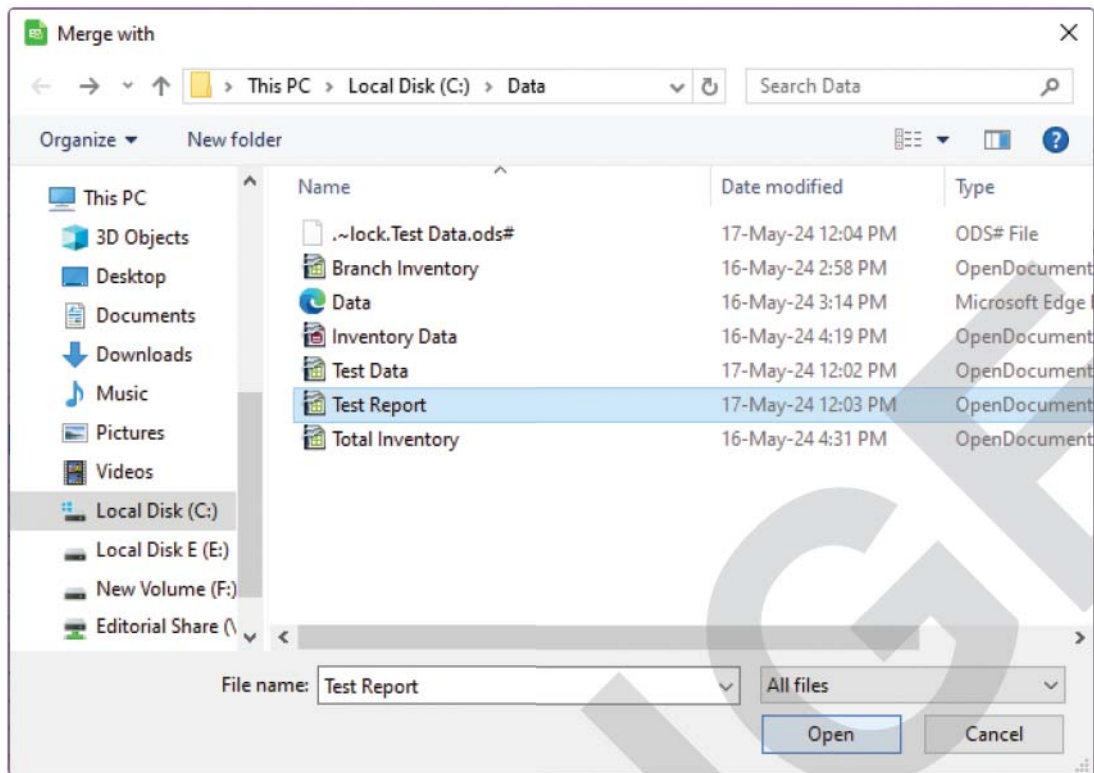 Merge with
This PC > Local Disk (C:) > Data
Search Data
Organize
New folder
Name
Date modified
Type
This PC
3D Objects
Desktop
Documents
Downloads
Music
Pictures
Videos
Local Disk (C:)
Local Disk E (E:)
New Volume (F:)
Editorial Share (\
.~lock.Test Data.ods# 17-May-24 12:04 PM ODS# File
Branch Inventory 16-May-24 2:58 PM OpenDocument
Data 16-May-24 3:14 PM Microsoft Edge
Inventory Data 16-May-24 4:19 PM OpenDocument
Test Data 17-May-24 12:02 PM OpenDocument
Test Report 17-May-24 12:03 PM OpenDocument
Total Inventory 16-May-24 4:31 PM OpenDocument
File name: Test Report
All files
Open
Cancel